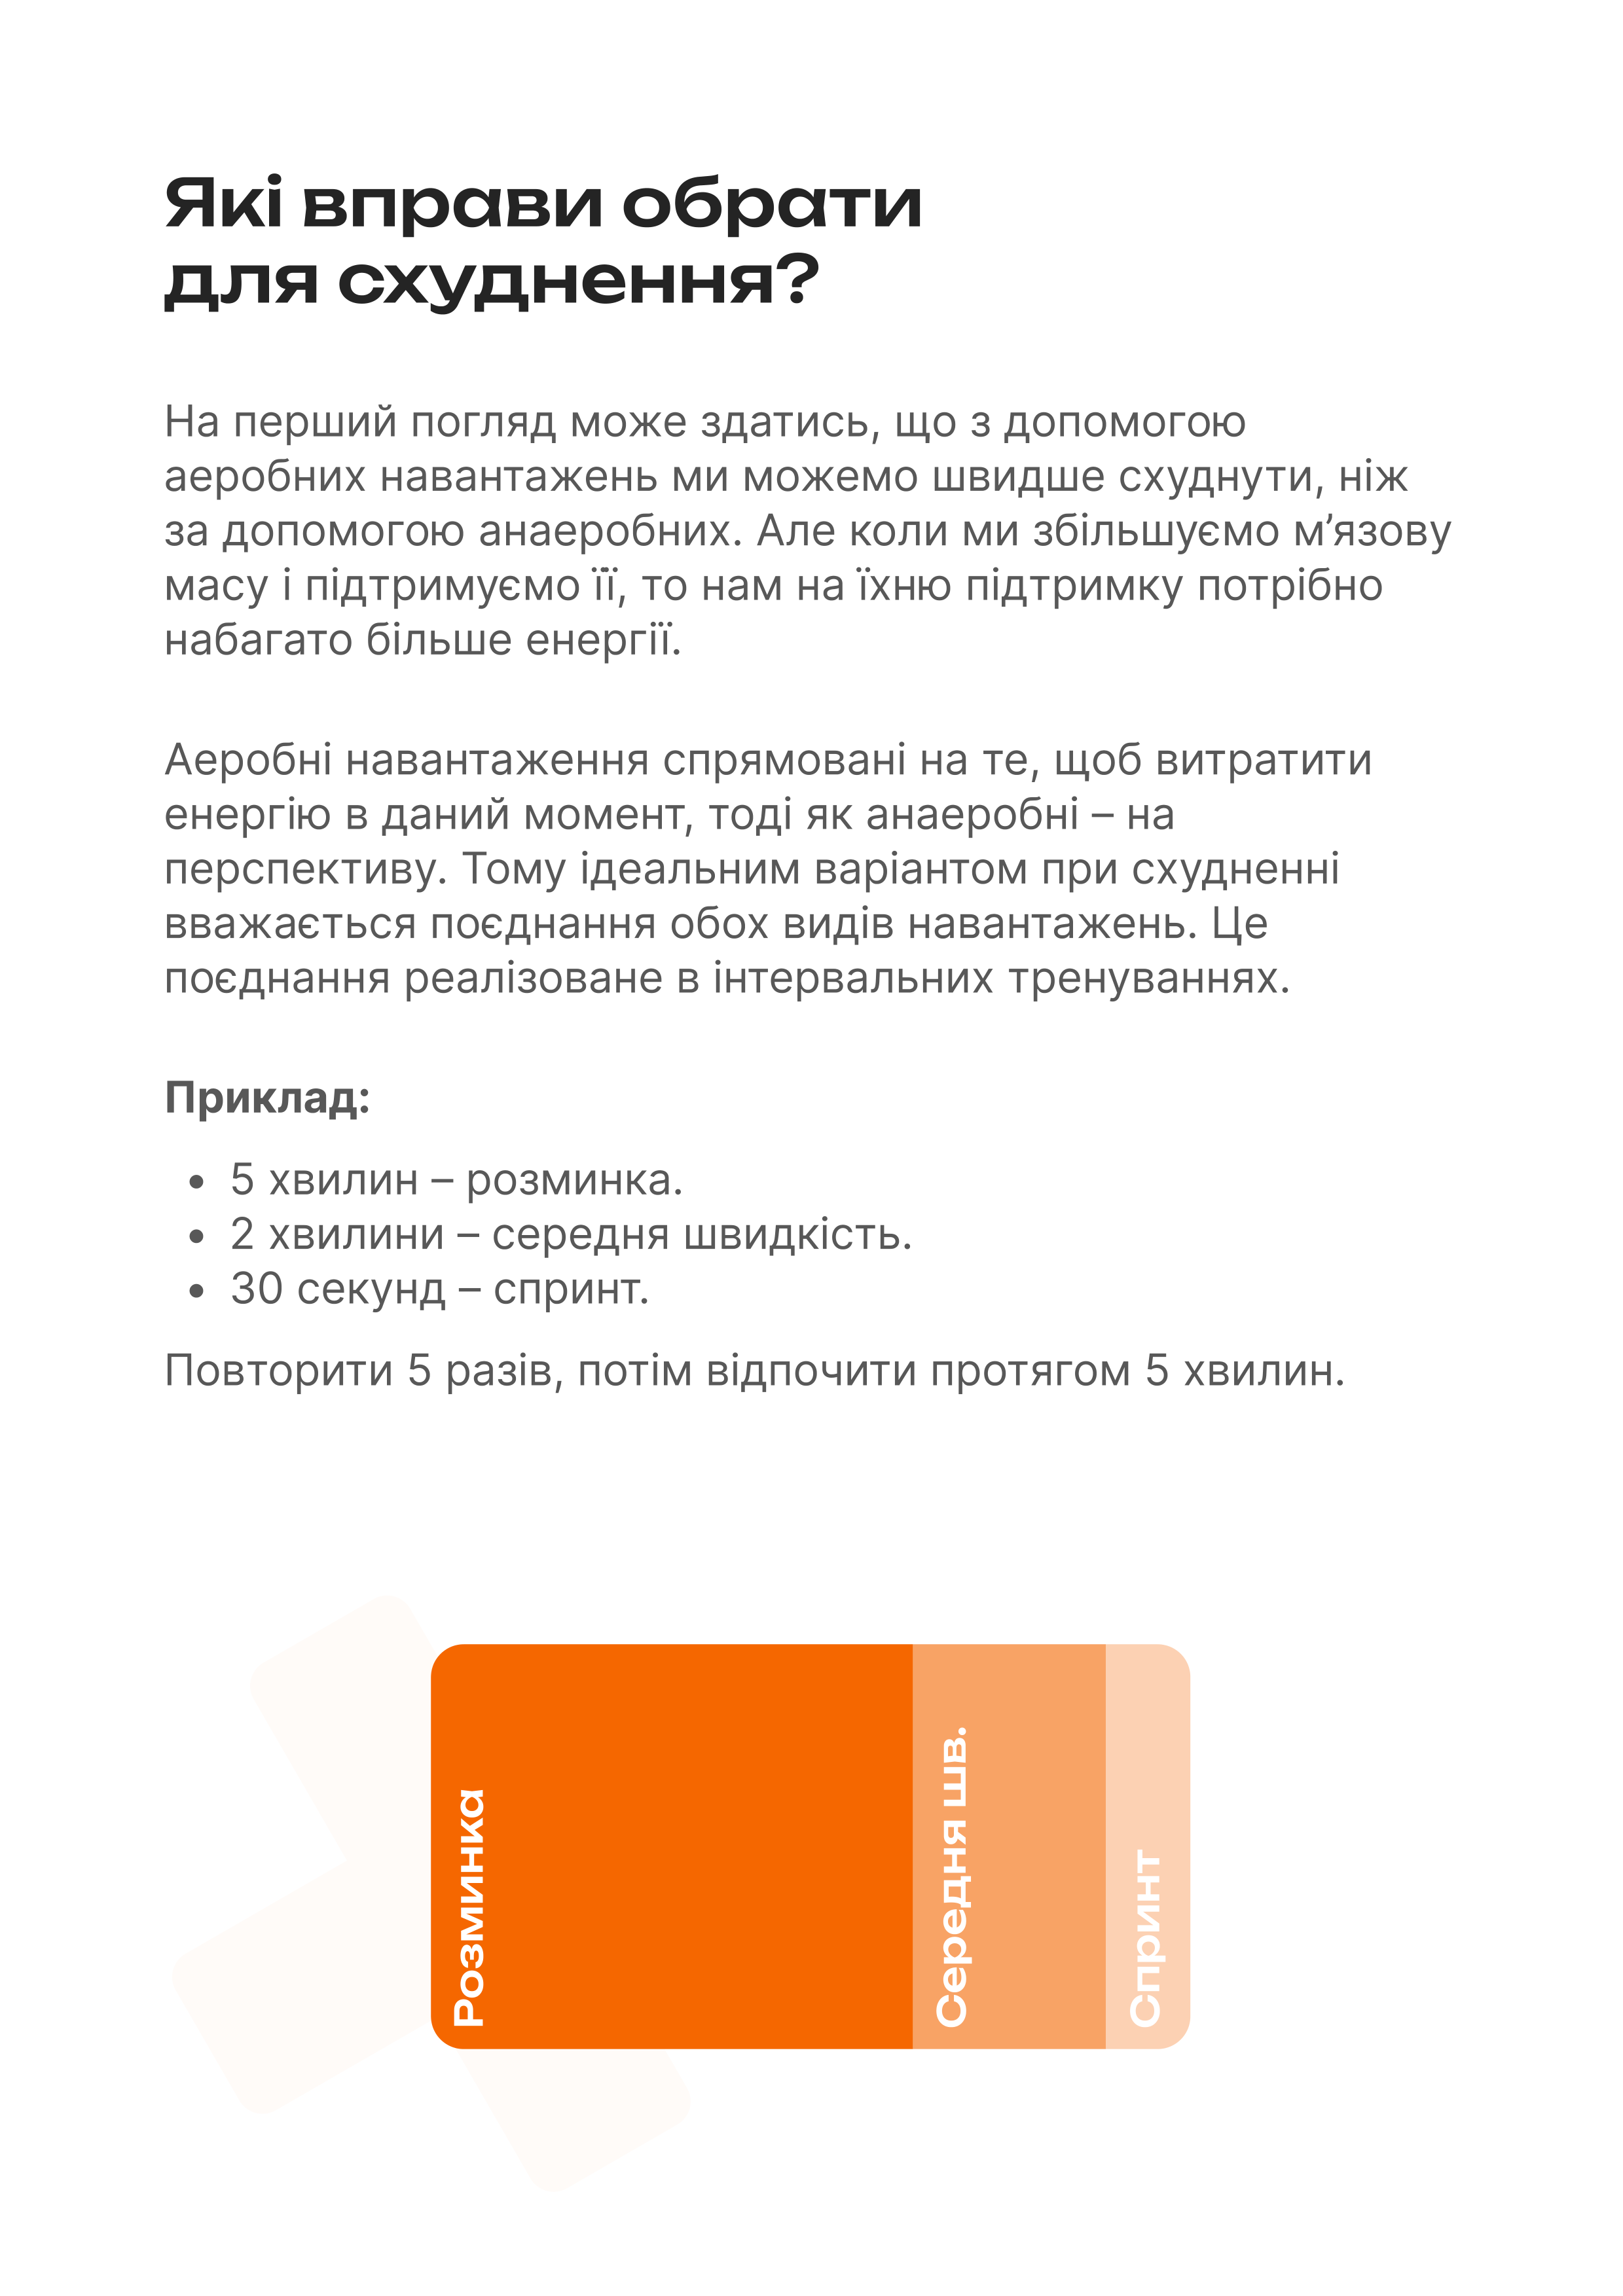 Які вправи обрати
для схуднення?
На перший погляд може здатись, що з допомогою
аеробних навантажень ми можемо швидше схуднути, ніж
за допомогою анаеробних. Але коли ми збільшуємо м’язову
масу і підтримуємо її, то нам на їхню підтримку потрібно
набагато більше енергії.
Аеробні навантаження спрямовані на те, щоб витратити
енергію в даний момент, тоді як анаеробні – на
перспективу. Тому ідеальним варіантом при схудненні
вважається поєднання обох видів навантажень. Це
поєднання реалізоване в інтервальних тренуваннях.
Приклад:
• 5 хвилин – розминка.
• 2 хвилини – середня швидкість.
• 30 секунд – спринт.
Повторити 5 разів, потім відпочити протягом 5 хвилин.
Розминка
Середня шв.
Спринт